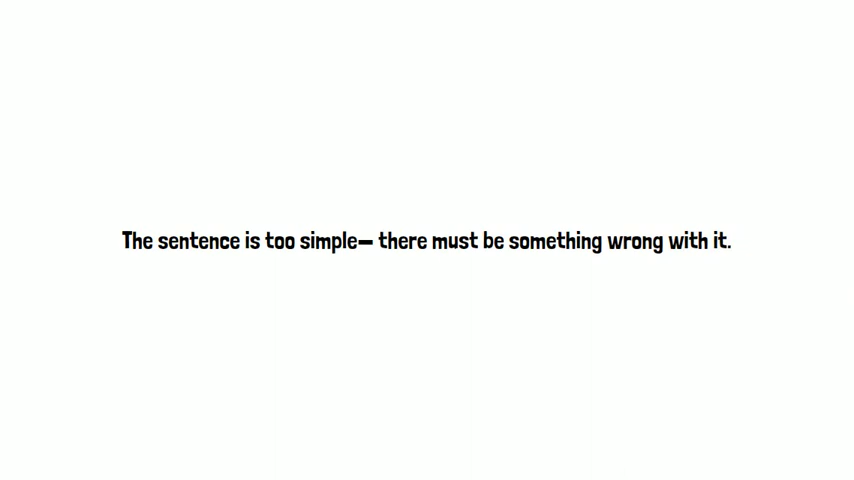 The sentence is too simple— there must be something wrong with it.